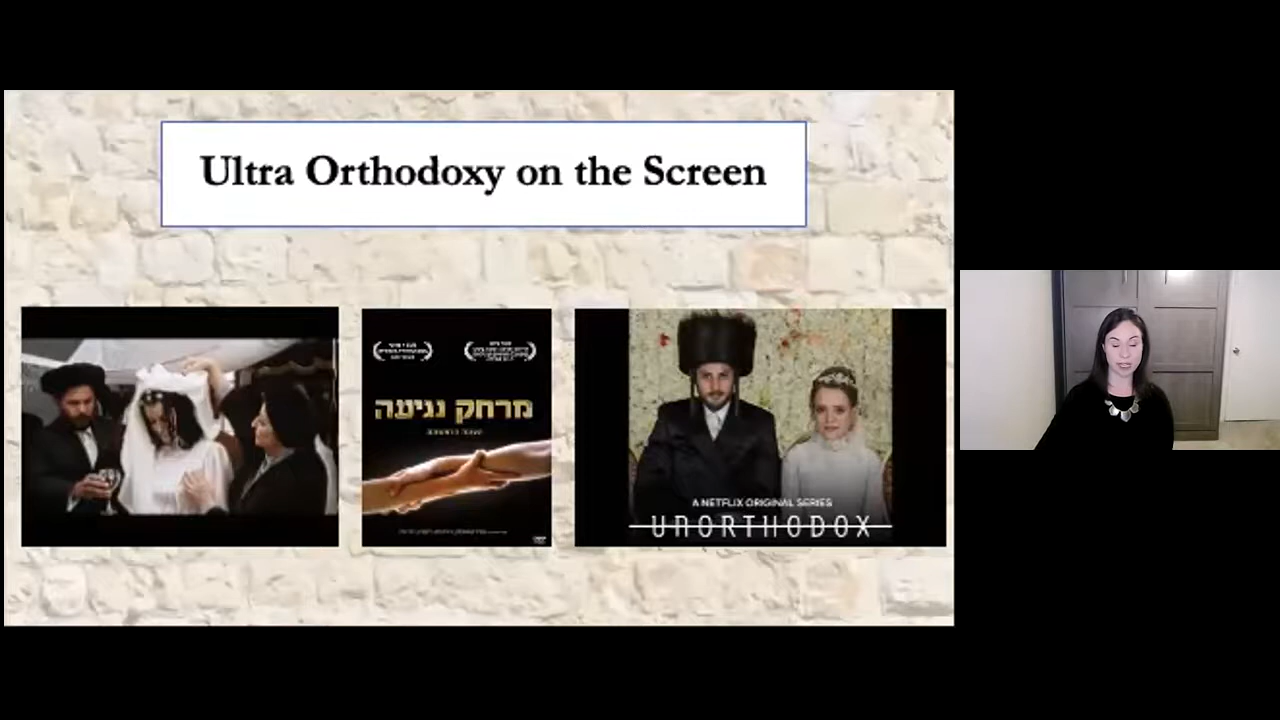 Ultra Orthodoxy on the Screen
מרחק נגיעה
A NETFLIX ORIGINAL SERIES
UNORTHODOX